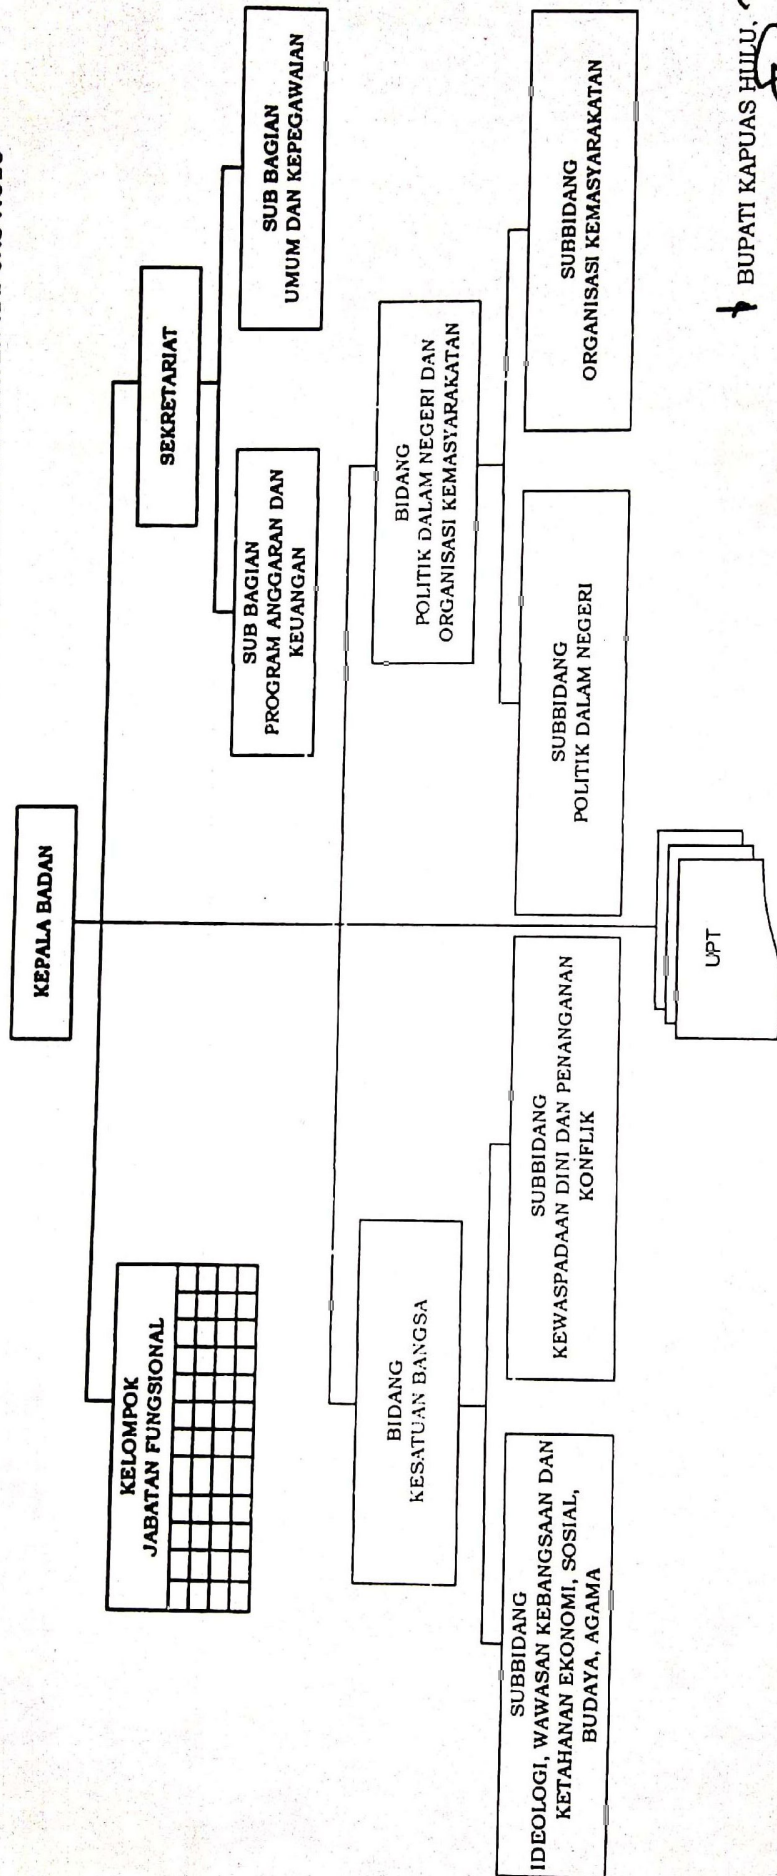 KEPALA BADAN
KELOMPOK
JABATAN FUNGSIONAL
SEKRETARIAT
SUB BAGIAN
PROGRAM ANGGARAN DAN
KEUANGAN
SUB BAGIAN
UMUM DAN KEPEGAWAIAN
BIDANG
KESATUAN BANGSA
BIDANG
POLITIK DALAM NEGERI DAN
ORGANISASI KEMASYARAKATAN
SUBBIDANG
IDEOLOGI, WAWASAN KEBANGSAAN DAN
KETAHANAN EKONOMI, SOSIAL,
BUDAYA, AGAMA
SUBBIDANG
KEWASPADAAN DINI DAN PENANGANAN
KONFLIK
SUBBIDANG
POLITIK DALAM NEGERI
SUBBIDANG
ORGANISASI KEMASYARAKATAN
UPT
BUPATI KAPUAS HULU,